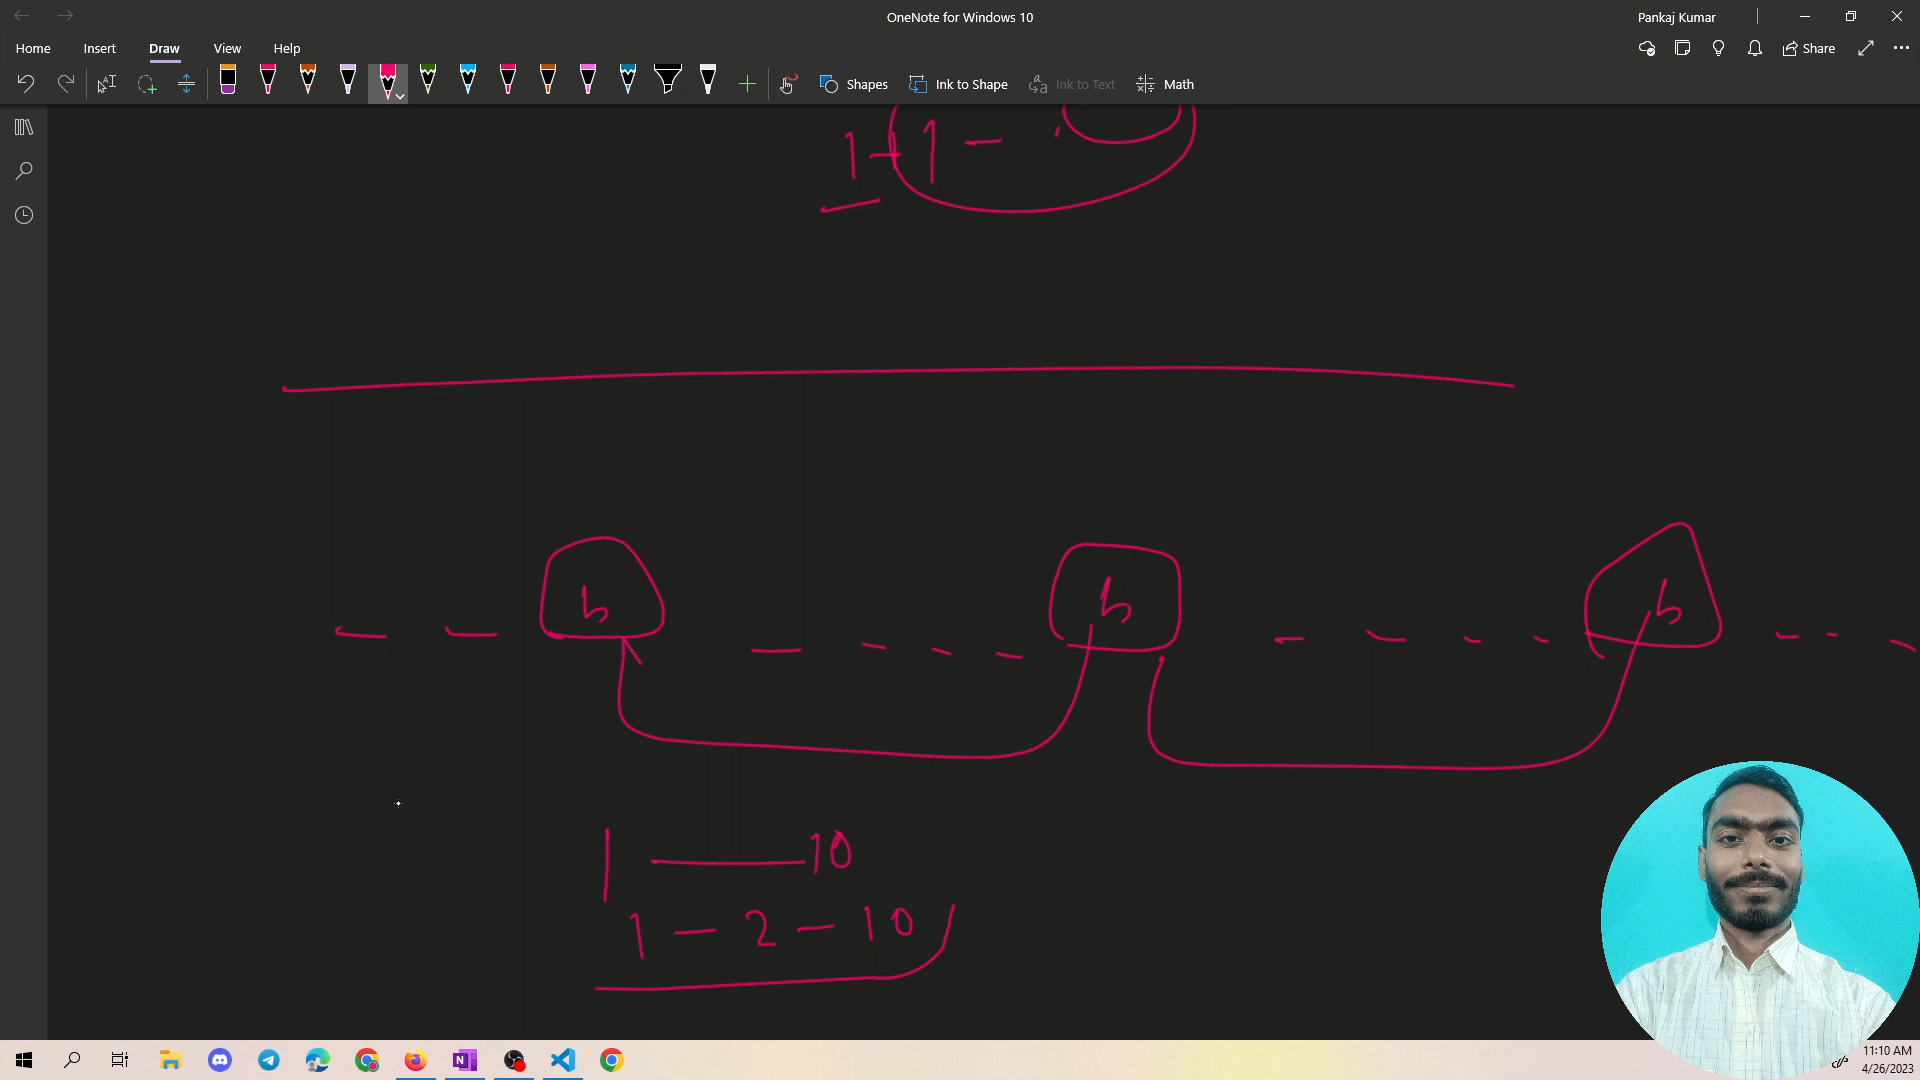 OneNote for Windows 10
Pankaj Kumar
Home Insert Draw View Help
Share
Shapes Ink to Shape Ink to Text Math
1 - 1 -
b b b
1 — 10
1 - 2 - 10
11:10 AM
4/26/2023